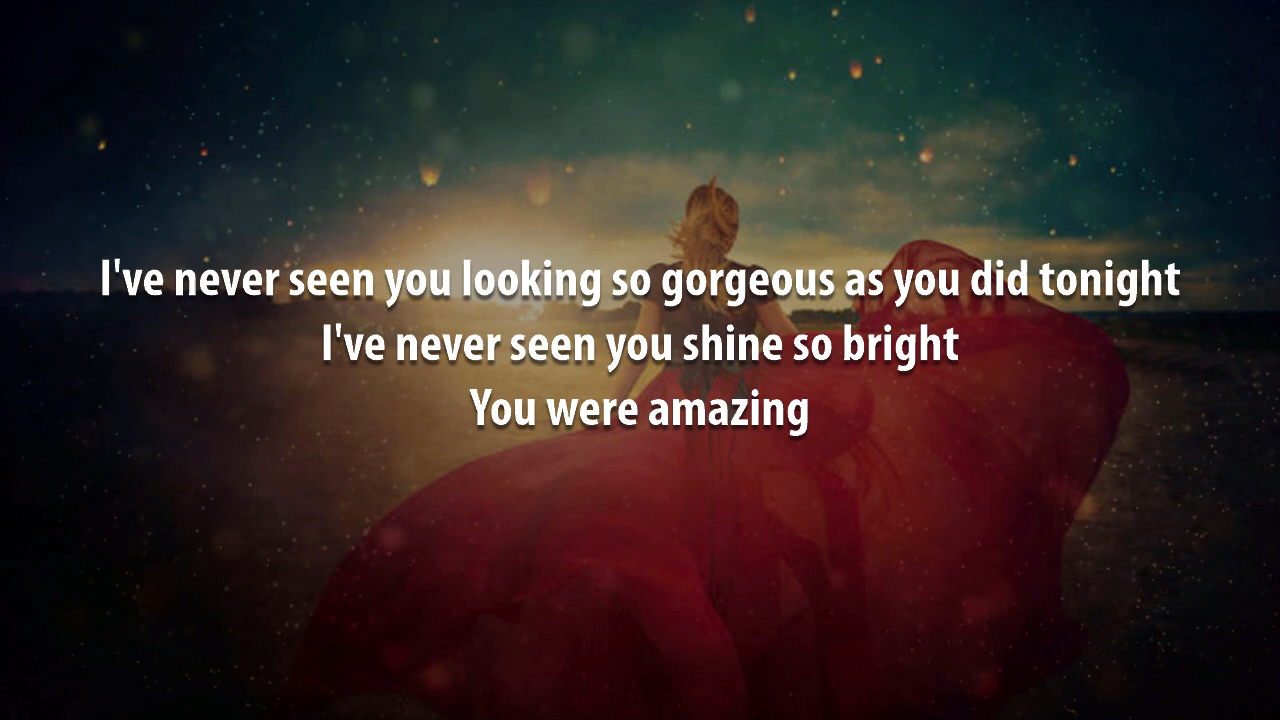 I've never seen you looking so gorgeous as you did tonight
I've never seen you shine so bright
You were amazing